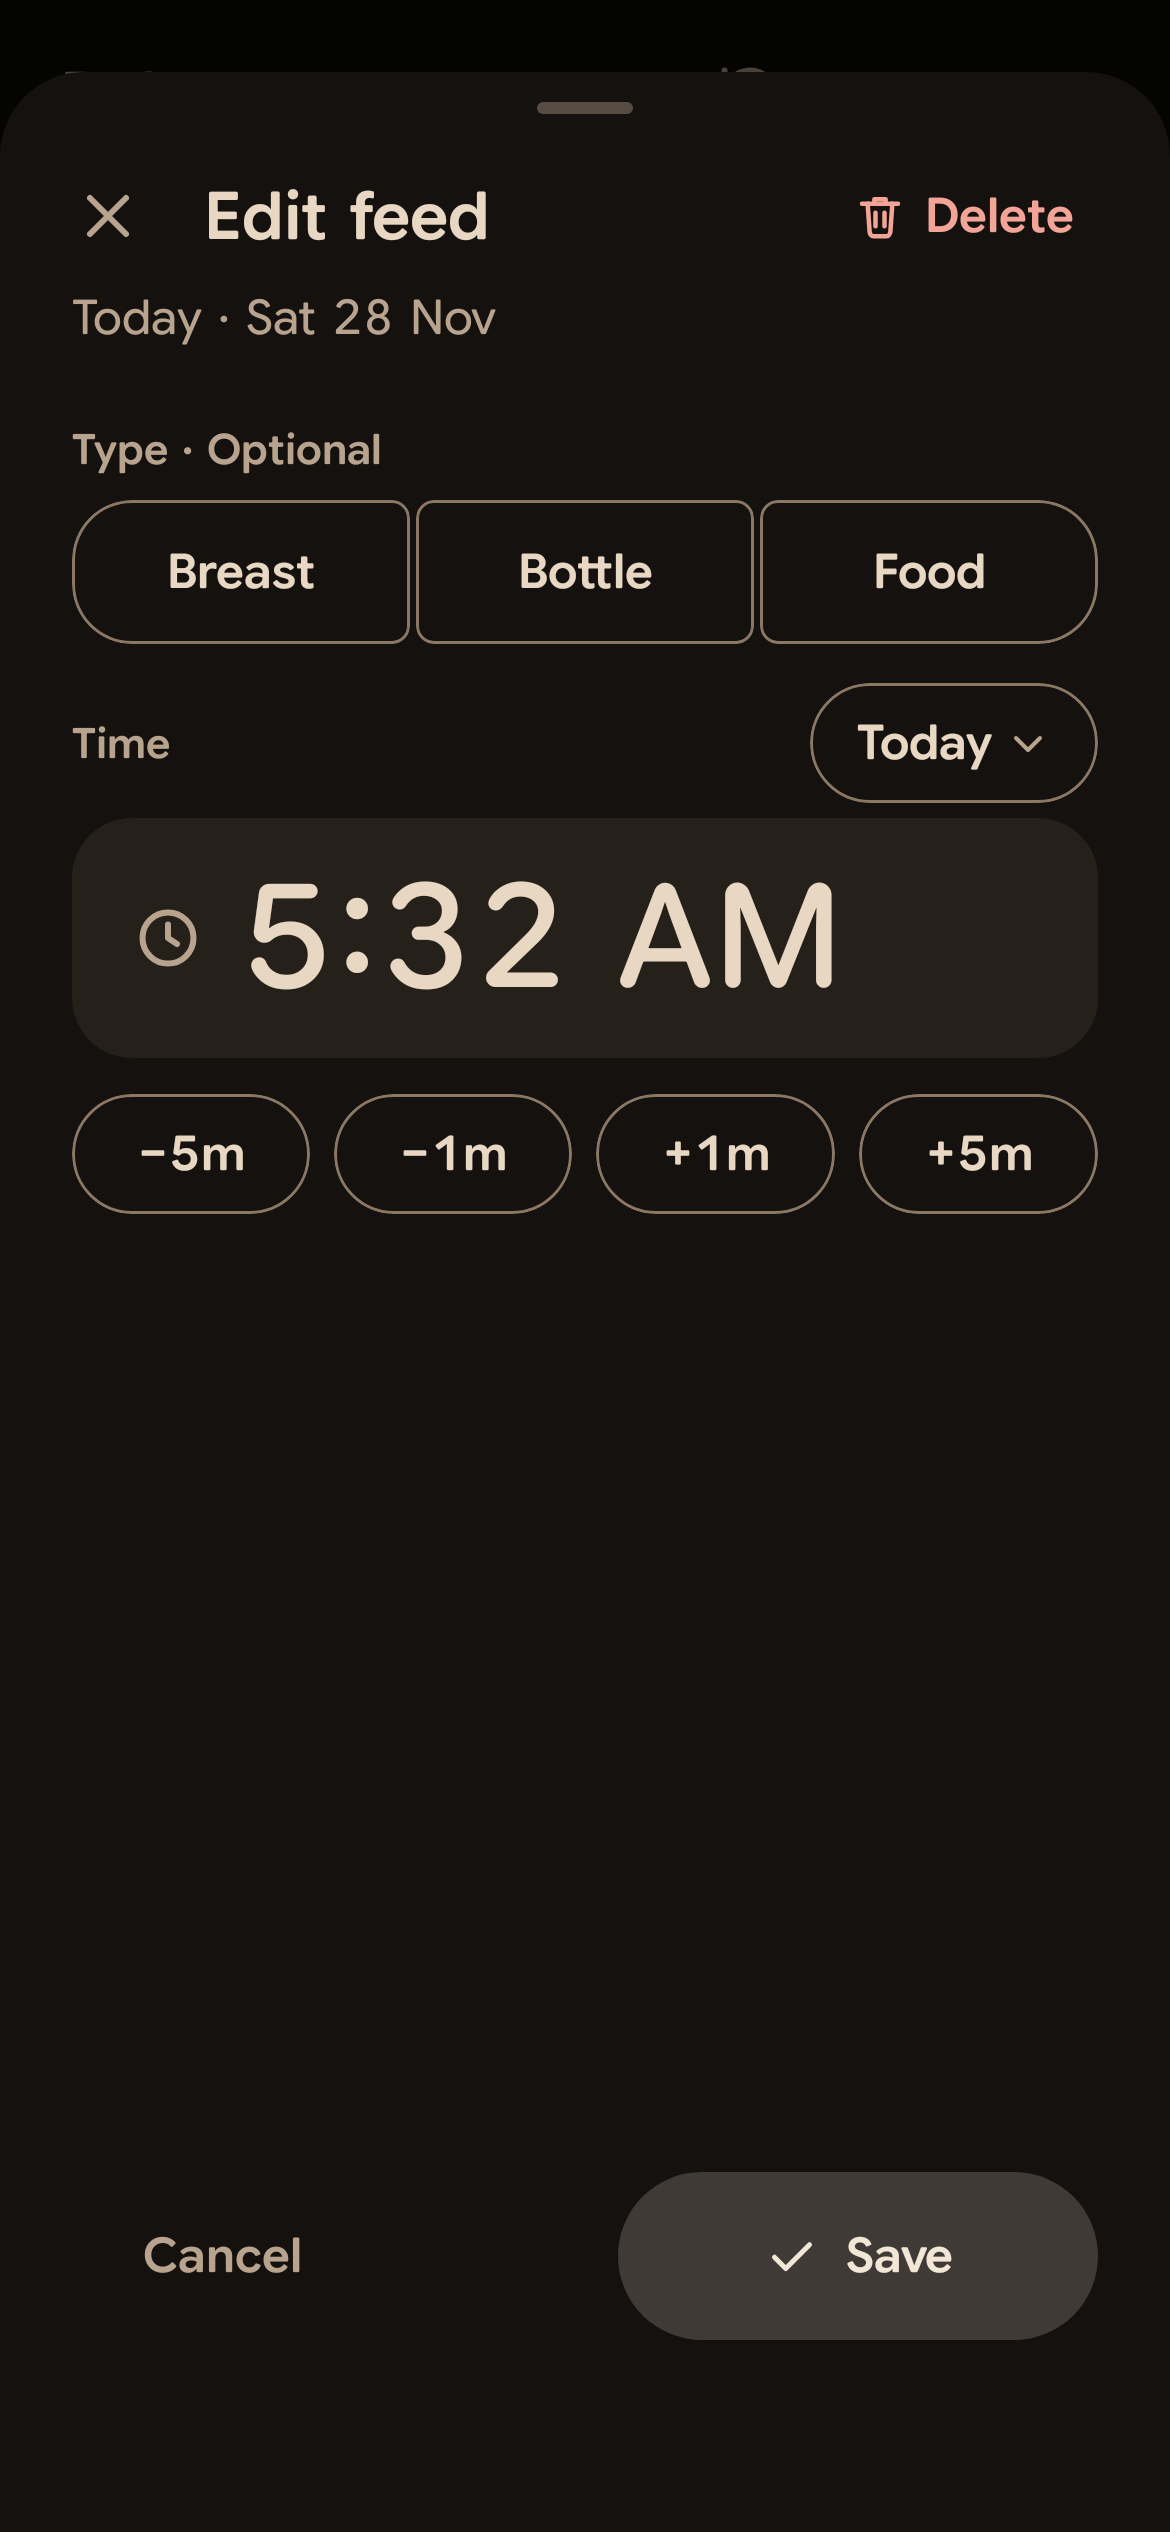 Edit feed
Delete
Today · Sat 28 Nov
Type · Optional
Breast
Bottle
Food
Time
Today
5:32 AM
−5m
−1m
+1m
+5m
Cancel
Save